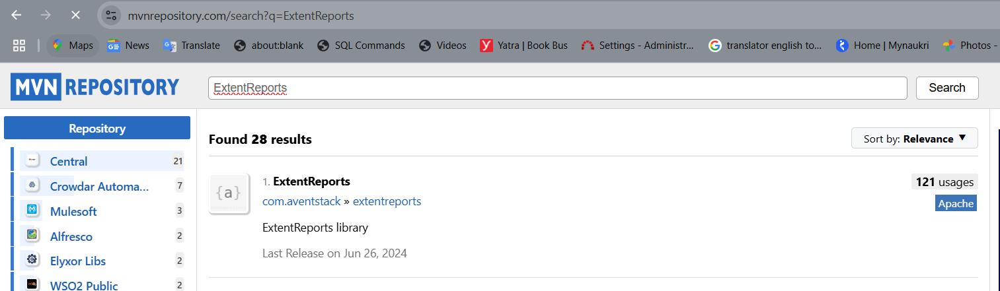 mvnrepository.com/search?q=ExtentReports
Maps News Translate about:blank SQL Commands Videos Yatra | Book Bus Settings - Administr... translator english to... Home | Mynaukri Photos -
MVN REPOSITORY
ExtentReports
Search
Repository
Central 21
Crowdar Automa... 7
Mulesoft 3
Alfresco 2
Elyxor Libs 2
WSO2 Public 2
Found 28 results
Sort by: Relevance ▼
{a}
1. ExtentReports
121 usages
com.aventstack » extentreports
Apache
ExtentReports library
Last Release on Jun 26, 2024